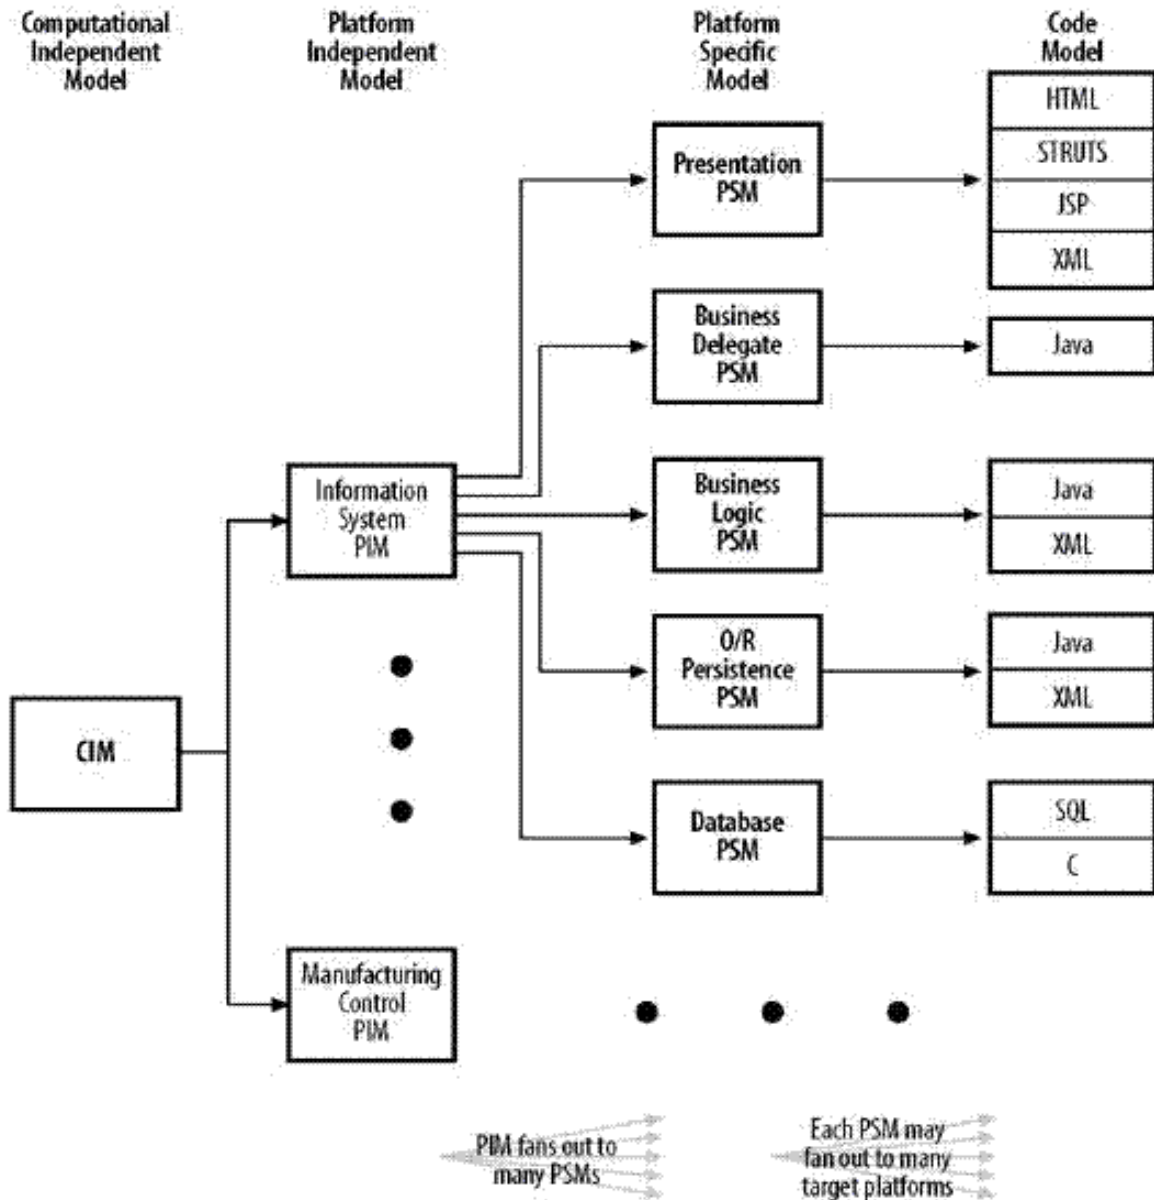 Computational
Independent
Model
Platform
Independent
Model
Platform
Specific
Model
Code
Model
HTML
STRUTS
JSP
XML
Presentation
PSM
Business
Delegate
PSM
Java
Information
System
PIM
Business
Logic
PSM
Java
XML
O/R
Persistence
PSM
Java
XML
CIM
Database
PSM
SQL
C
Manufacturing
Control
PIM
PIM fans out to
many PSMs
Each PSM may
fan out to many
target platforms